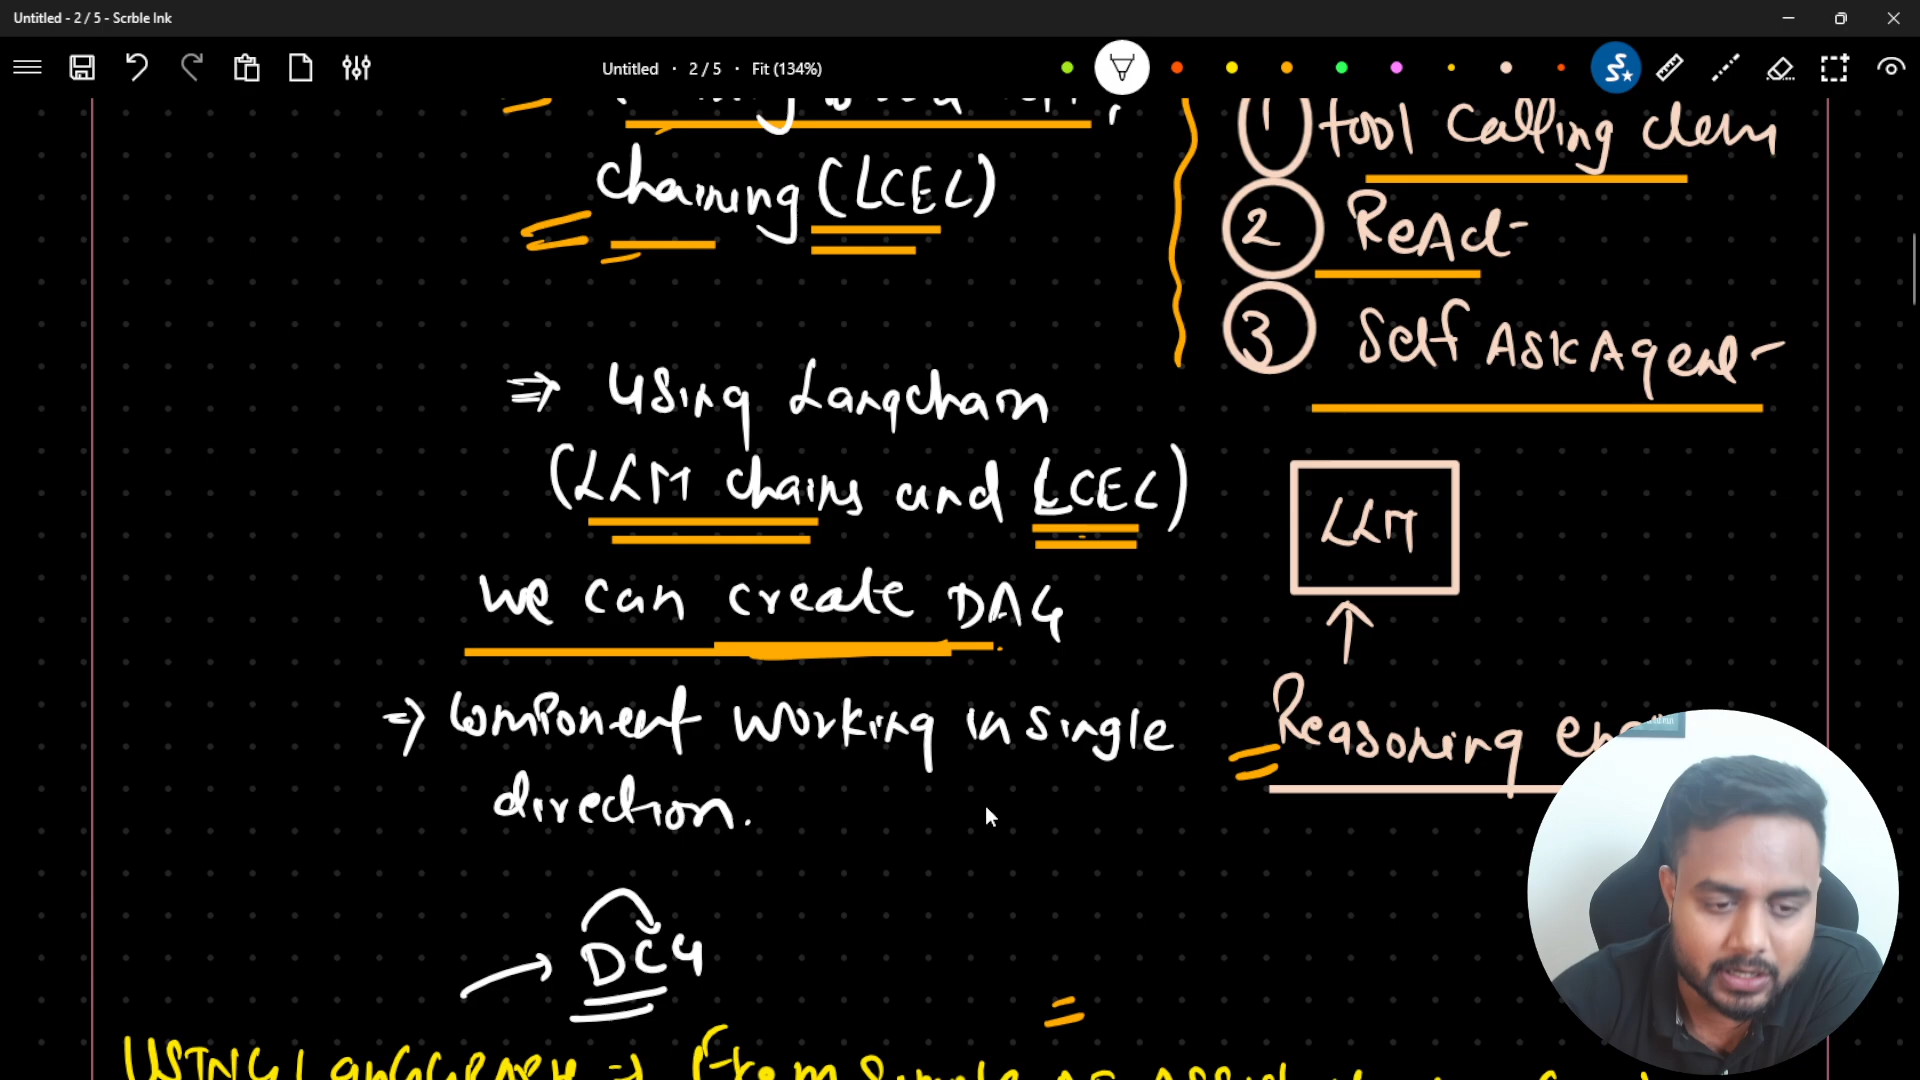 Untitled - 2 / 5 - Scrble Ink
Untitled · 2 / 5 · Fit (134%)
chaining (LCEL)
⇒ Using Langchain
(LLM chains and LCEL)
we can create DAG
⇒ component working in single
direction.
→ DCG
USING LANGGRAPH ⇒
1 tool calling
2 ReAct
3 Self Ask Agent
LLM
↑
Reasoning